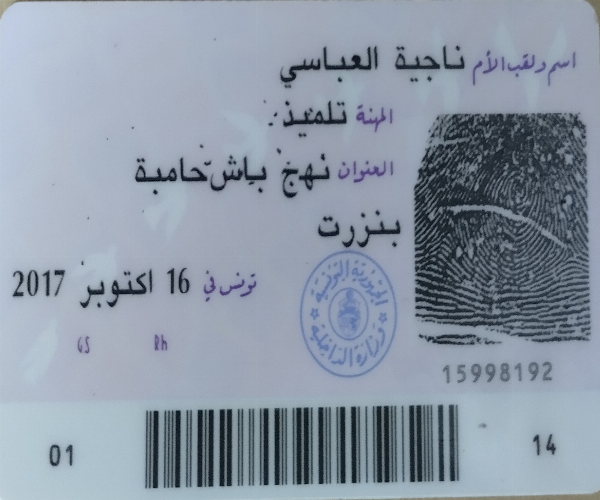 اسم ولقب الأم ناجية العباسي
المهنة تلميذ
العنوان نهج باش حامبة
بنزرت
تونس في 16 اكتوبر 2017
GS Rh
الجمهورية التونسية
وزارة الداخلية
15998192
01 14